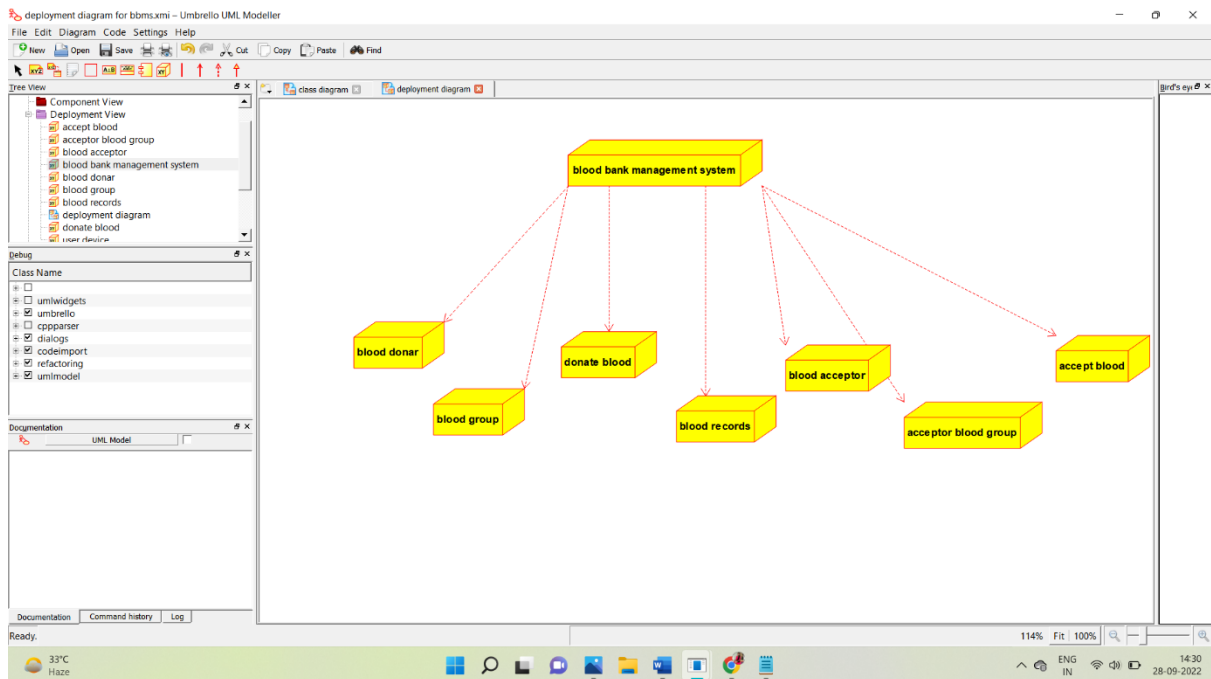 deployment diagram for bbms.xmi – Umbrello UML Modeller
File Edit Diagram Code Settings Help
New Open Save Cut Copy Paste Find
Tree View
class diagram deployment diagram
Bird's eye
Component View
Deployment View
accept blood
acceptor blood group
blood acceptor
blood bank management system
blood donar
blood group
blood records
deployment diagram
donate blood
user device
Debug
Class Name
umlwidgets
umbrello
cppparser
dialogs
codeimport
refactoring
umlmodel
Documentation
UML Model
blood bank management system
blood donar
donate blood
blood acceptor
accept blood
blood group
blood records
acceptor blood group
Documentation Command history Log
Ready.
114% Fit 100%
33°C
Haze
ENG
IN
14:30
28-09-2022